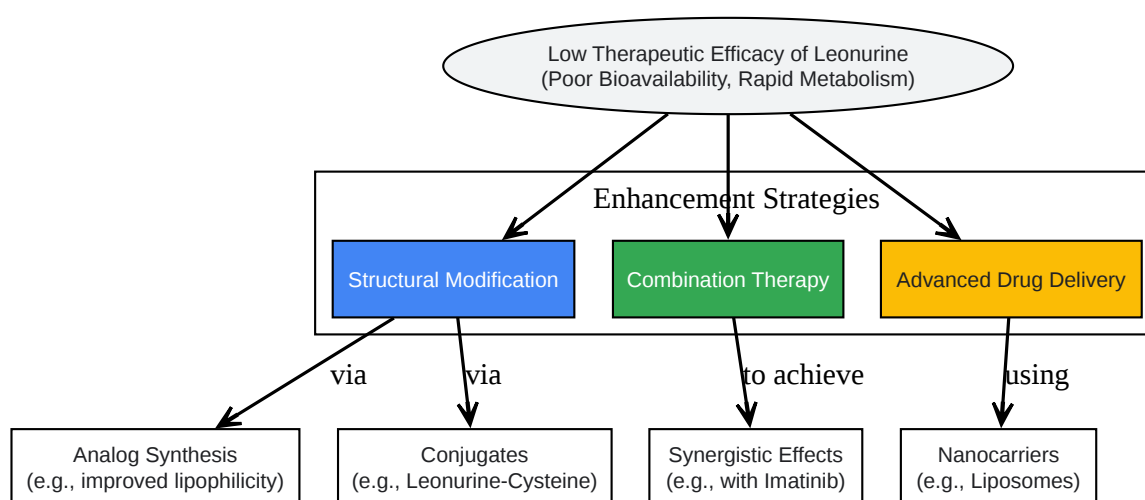 Low Therapeutic Efficacy of Leonurine
(Poor Bioavailability, Rapid Metabolism)
Enhancement Strategies
Structural Modification
Combination Therapy
Advanced Drug Delivery
via
via
to achieve
using
Analog Synthesis
(e.g., improved lipophilicity)
Conjugates
(e.g., Leonurine-Cysteine)
Synergistic Effects
(e.g., with Imatinib)
Nanocarriers
(e.g., Liposomes)